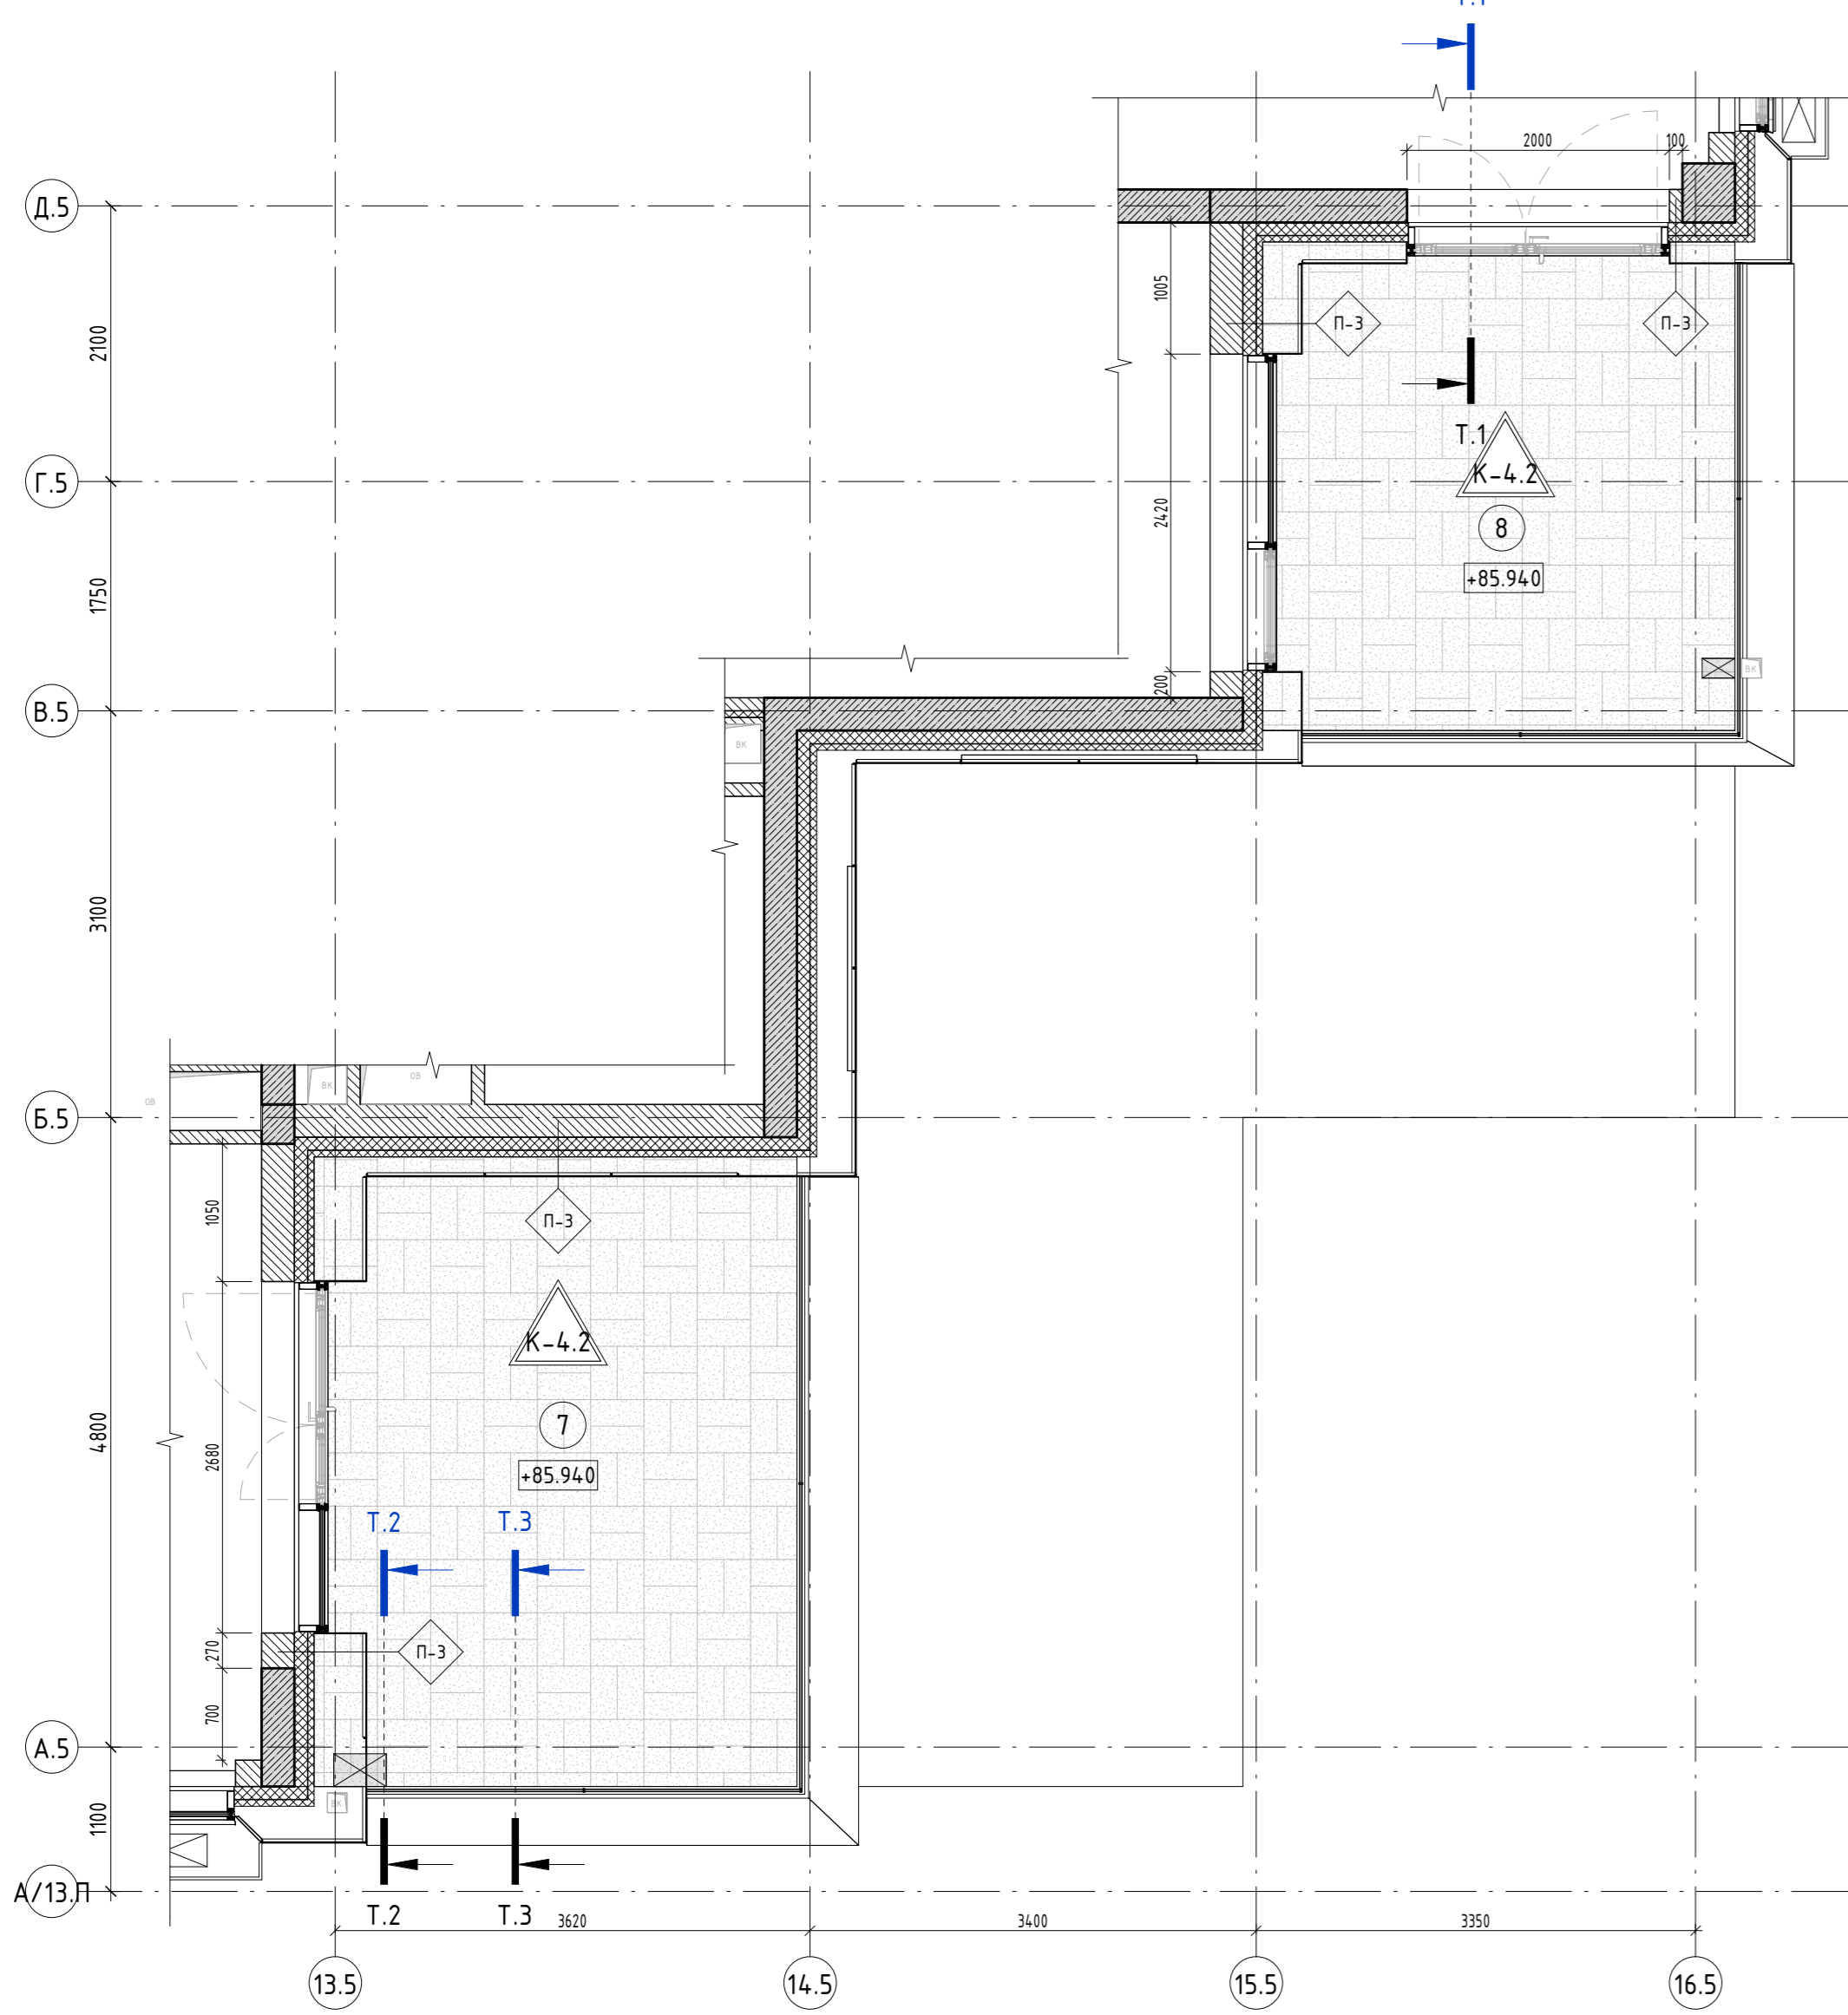 Т.1
2000
100
Д.5
1005
2100
П-3
П-3
Т.1
К-4.2
Г.5
2420
8
+85.940
1750
200
ВК
В.5
ВК
3100
ВК
ОВ
ОВ
Б.5
1050
П-3
К-4.2
4800
2680
7
+85.940
Т.2
Т.3
270
П-3
700
А.5
ВК
1100
А/13.П
Т.2
Т.3
3620
3400
3350
13.5
14.5
15.5
16.5